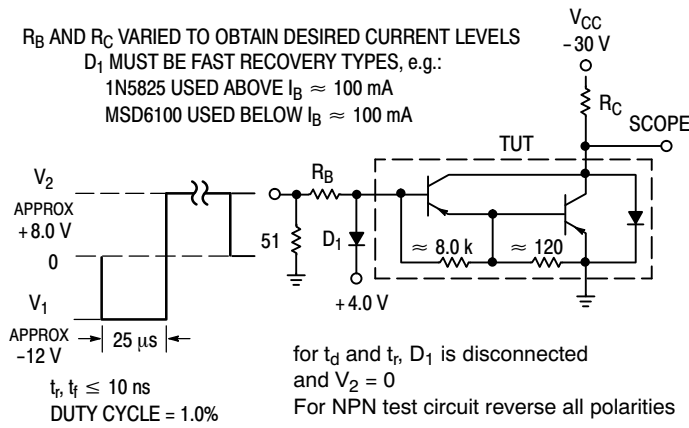 R_B AND R_C VARIED TO OBTAIN DESIRED CURRENT LEVELS
D_1 MUST BE FAST RECOVERY TYPES, e.g.:
1N5825 USED ABOVE I_B ≈ 100 mA
MSD6100 USED BELOW I_B ≈ 100 mA
V_CC
-30 V
R_C
SCOPE
TUT
V_2
APPROX
+8.0 V
0
V_1
APPROX
-12 V
25 μs
t_r, t_f ≤ 10 ns
DUTY CYCLE = 1.0%
51
R_B
D_1
+4.0 V
≈ 8.0 k
≈ 120
for t_d and t_r, D_1 is disconnected
and V_2 = 0
For NPN test circuit reverse all polarities